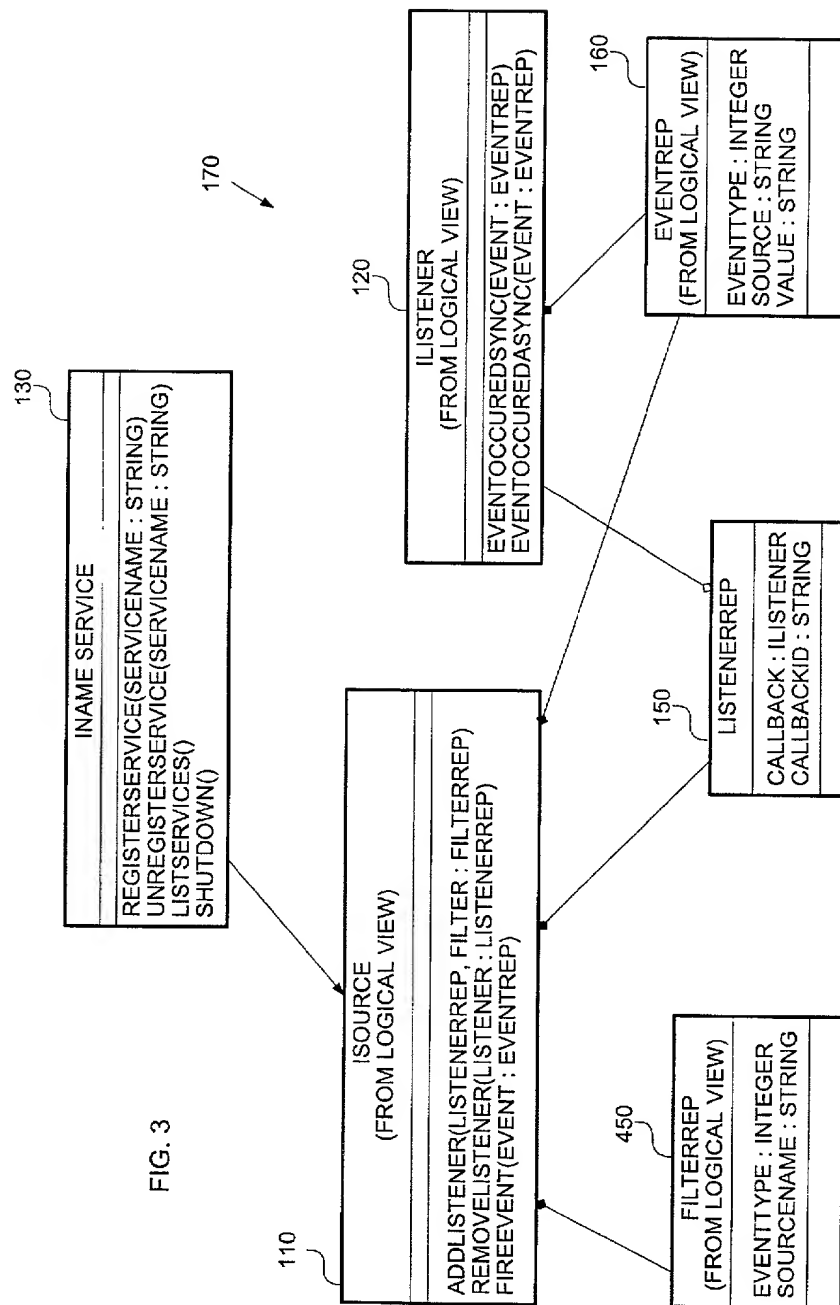 FIG. 3
170
130
INAME SERVICE
REGISTERSERVICE(SERVICENAME : STRING)
UNREGISTERSERVICE(SERVICENAME : STRING)
LISTSERVICES()
SHUTDOWN()
110
ISOURCE
(FROM LOGICAL VIEW)
ADDLISTENER(LISTENERREP, FILTER : FILTERREP)
REMOVELISTENER(LISTENER : LISTENERREP)
FIREEVENT(EVENT : EVENTREP)
120
ILISTENER
(FROM LOGICAL VIEW)
EVENTOCCUREDSYNC(EVENT : EVENTREP)
EVENTOCCUREDASYNC(EVENT : EVENTREP)
450
FILTERREP
(FROM LOGICAL VIEW)
EVENTTYPE : INTEGER
SOURCENAME : STRING
150
LISTENERREP
CALLBACK : ILISTENER
CALLBACKID : STRING
160
EVENTREP
(FROM LOGICAL VIEW)
EVENTTYPE : INTEGER
SOURCE : STRING
VALUE : STRING